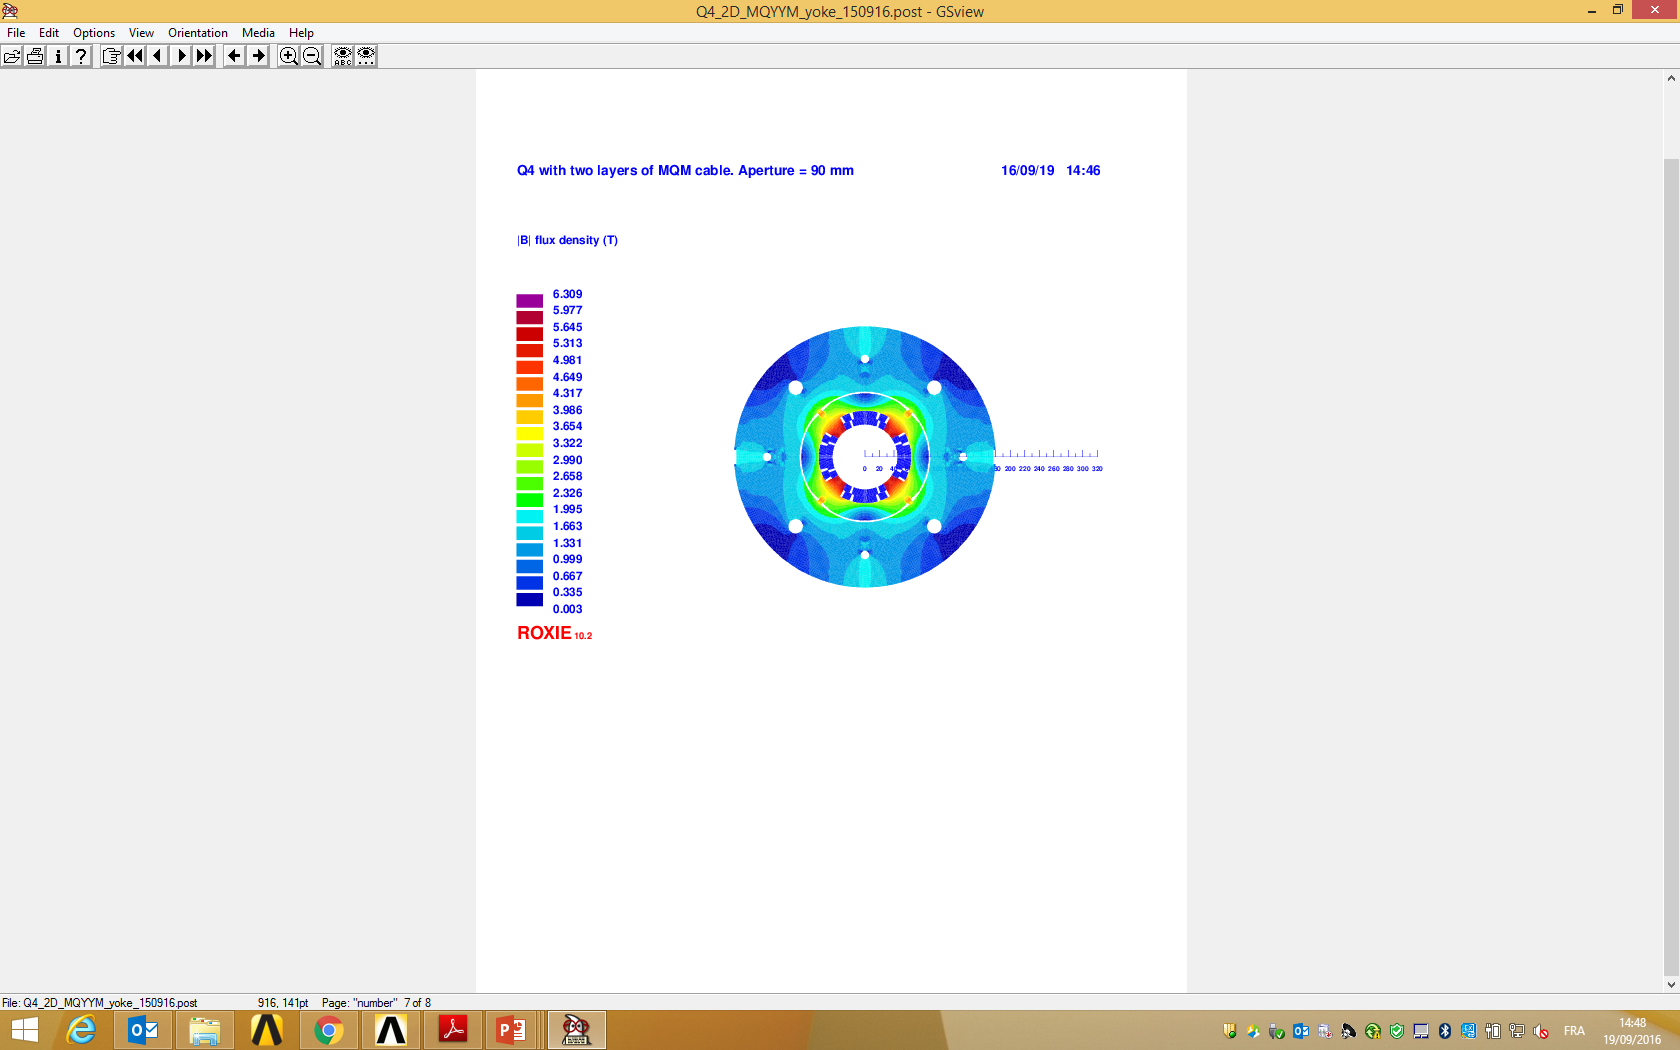 Q4_2D_MQYYM_yoke_150916.post - GSview
File Edit Options View Orientation Media Help
Q4 with two layers of MQM cable. Aperture = 90 mm 16/09/19 14:46
|B| flux density (T)
6.309
5.977
5.645
5.313
4.981
4.649
4.317
3.986
3.654
3.322
2.990
2.658
2.326
1.995
1.663
1.331
0.999
0.667
0.335
0.003
0 20 200 220 240 260 280 300 320
ROXIE 10.2
File: Q4_2D_MQYYM_yoke_150916.post 916, 141pt Page: "number" 7 of 8
FRA
14:48
19/09/2016